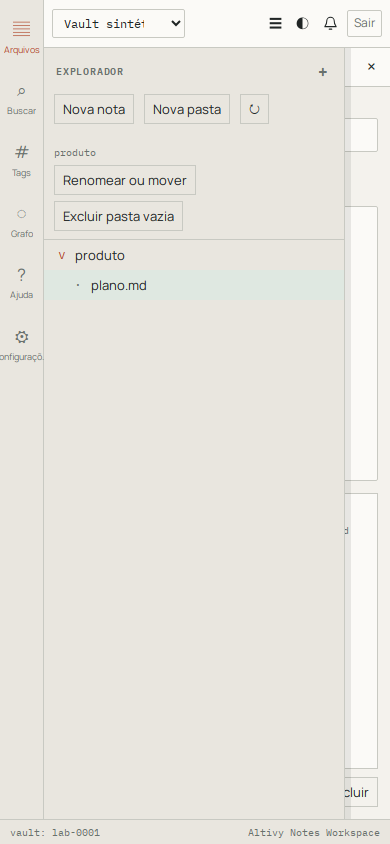 Vault sintét
Sair
Arquivos
EXPLORADOR
+
×
Buscar
Nova nota
Nova pasta
#
Tags
produto
Renomear ou mover
Excluir pasta vazia
Grafo
v produto
?
Ajuda
· plano.md
onfiguraçõ
d
cluir
vault: lab-0001
Altivy Notes Workspace